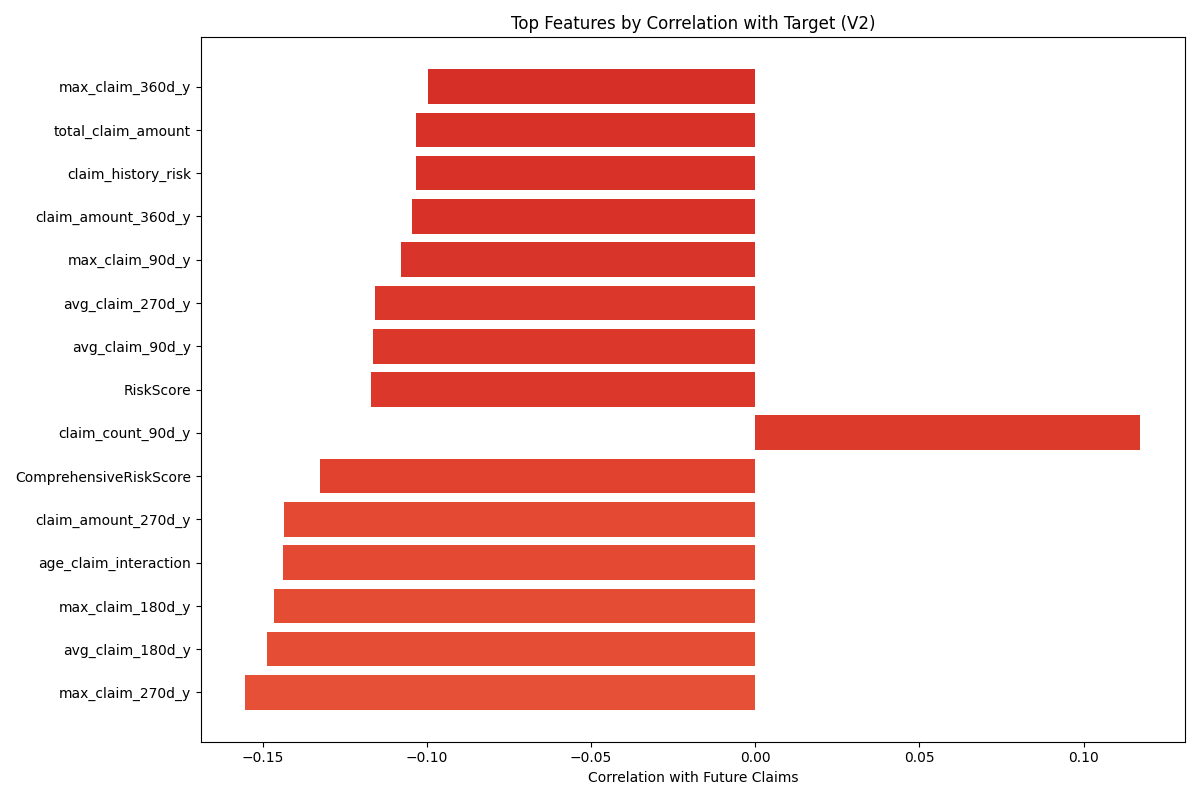 Top Features by Correlation with Target (V2)
max_claim_360d_y
total_claim_amount
claim_history_risk
claim_amount_360d_y
max_claim_90d_y
avg_claim_270d_y
avg_claim_90d_y
RiskScore
claim_count_90d_y
ComprehensiveRiskScore
claim_amount_270d_y
age_claim_interaction
max_claim_180d_y
avg_claim_180d_y
max_claim_270d_y
−0.15 −0.10 −0.05 0.00 0.05 0.10
Correlation with Future Claims